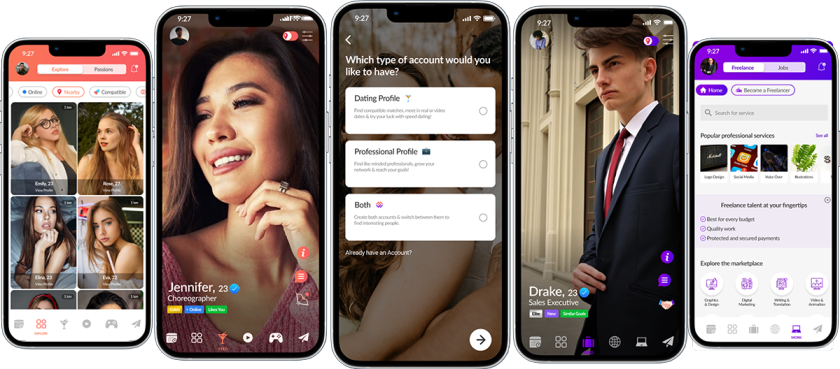 9:27
Explore
Passions
Online
Nearby
Compatible
Emily, 23
View Profile
Rose, 27
View Profile
Elina, 23
View Profile
Eva, 22
View Profile
EXPLORE
9:27
Jennifer, 23
Choreographer
Online
Likes You
9:27
Which type of account would you
like to have?
Dating Profile
Find compatible matches, meet in real or video
dates & try your luck with speed dating!
Professional Profile
Find like minded professionals, grow your
network & reach your goals!
Both
Create both accounts & switch between them to
find interesting people.
Already have an Account?
9:27
Drake, 23
Sales Executive
Elite
New
Similar Goals
9:27
Freelance
Jobs
Home
Become a Freelancer
Search for service
Popular professional services
See all
Logo Design
Social Media
Voice Over
Illustrations
Freelance talent at your fingertips
Best for every budget
Quality work
Protected and secured payments
Explore the marketplace
Graphics
& Design
Digital
Marketing
Writing &
Translation
Video &
Animation